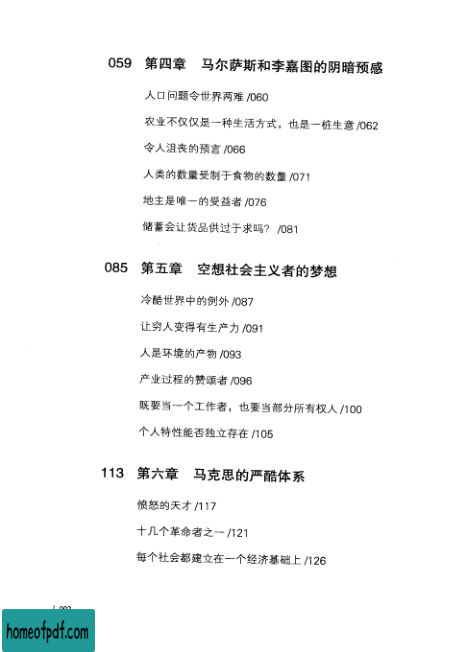 059 第四章 马尔萨斯和李嘉图的阴暗预感
人口问题令世界两难 /060
农业不仅仅是一种生活方式，也是一桩生意 /062
令人沮丧的预言 /066
人类的数量受制于食物的数量 /071
地主是唯一的受益者 /076
储蓄会让货品供过于求吗？ /081
085 第五章 空想社会主义者的梦想
冷酷世界中的例外 /087
让穷人变得有生产力 /091
人是环境的产物 /093
产业过程的赞颂者 /096
既要当一个工作者，也要当部分所有权人 /100
个人特性能否独立存在 /105
113 第六章 马克思的严酷体系
愤怒的天才 /117
十几个革命者之一 /121
每个社会都建立在一个经济基础上 /126
homeofpdf.com